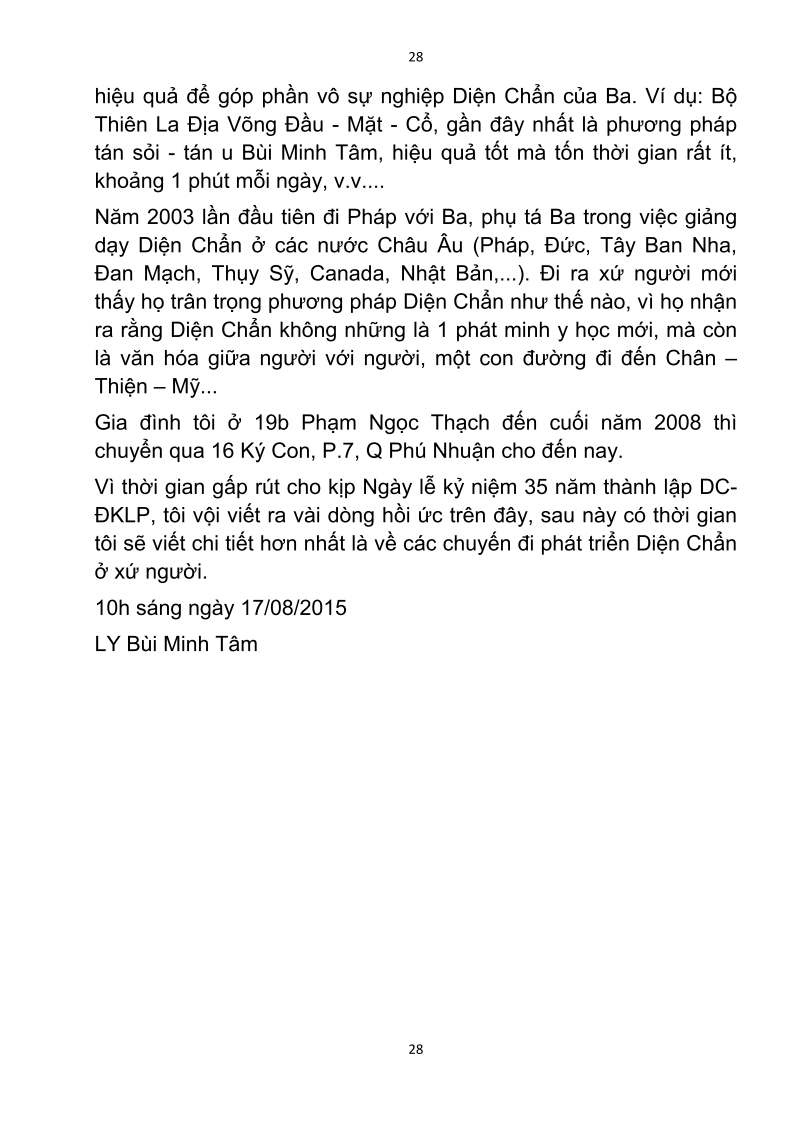 28
hiệu quả để góp phần vô sự nghiệp Diện Chẩn của Ba. Ví dụ: Bộ
Thiên La Địa Võng Đầu - Mặt - Cổ, gần đây nhất là phương pháp
tán sỏi - tán u Bùi Minh Tâm, hiệu quả tốt mà tốn thời gian rất ít,
khoảng 1 phút mỗi ngày, v.v....
Năm 2003 lần đầu tiên đi Pháp với Ba, phụ tá Ba trong việc giảng
dạy Diện Chẩn ở các nước Châu Âu (Pháp, Đức, Tây Ban Nha,
Đan Mạch, Thụy Sỹ, Canada, Nhật Bản,...). Đi ra xứ người mới
thấy họ trân trọng phương pháp Diện Chẩn như thế nào, vì họ nhận
ra rằng Diện Chẩn không những là 1 phát minh y học mới, mà còn
là văn hóa giữa người với người, một con đường đi đến Chân –
Thiện – Mỹ...
Gia đình tôi ở 19b Phạm Ngọc Thạch đến cuối năm 2008 thì
chuyển qua 16 Ký Con, P.7, Q Phú Nhuận cho đến nay.
Vì thời gian gấp rút cho kịp Ngày lễ kỷ niệm 35 năm thành lập DC-
ĐKLP, tôi vội viết ra vài dòng hồi ức trên đây, sau này có thời gian
tôi sẽ viết chi tiết hơn nhất là về các chuyến đi phát triển Diện Chẩn
ở xứ người.
10h sáng ngày 17/08/2015
LY Bùi Minh Tâm
28